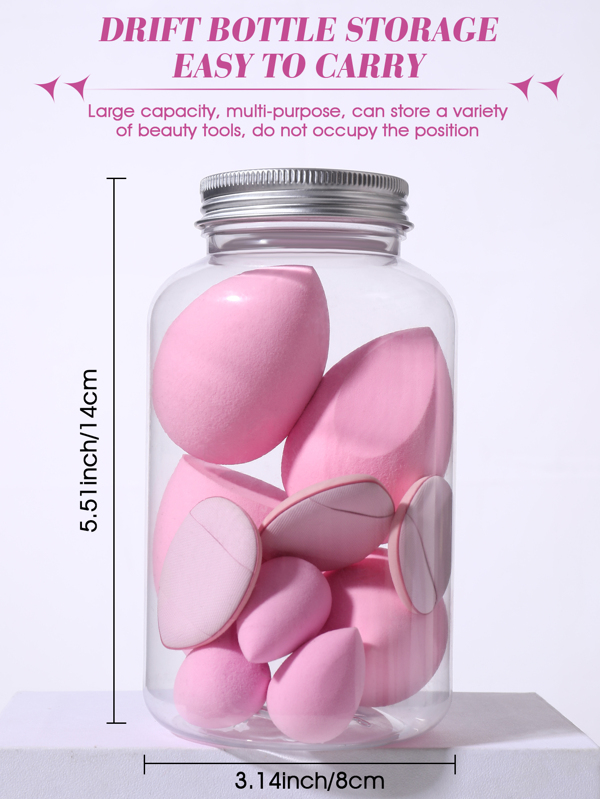 DRIFT BOTTLE STORAGE
EASY TO CARRY
Large capacity, multi-purpose, can store a variety
of beauty tools, do not occupy the position
5.51inch/14cm
3.14inch/8cm